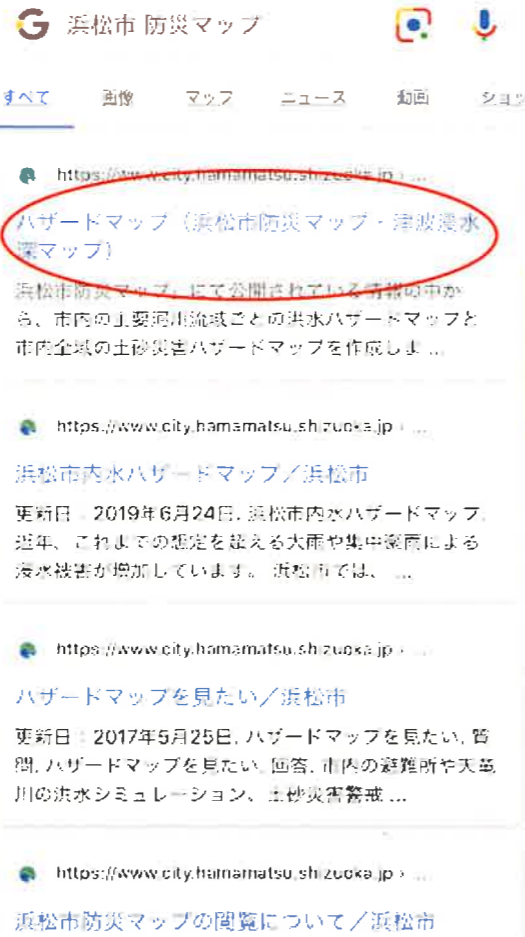 浜松市 防災マップ
すべて 画像 マップ ニュース 動画 ショッ
https://www.city.hamamatsu.shizuoka.jp › ...
ハザードマップ（浜松市防災マップ・津波浸水
深マップ）
浜松市防災マップ」にて公開されている情報の中か
ら、市内の主要河川流域ごとの洪水ハザードマップと
市内全域の土砂災害ハザードマップを作成しま ...
https://www.city.hamamatsu.shizuoka.jp › ...
浜松市内水ハザードマップ／浜松市
更新日 : 2019年6月24日. 浜松市内水ハザードマップ.
近年、これまでの想定を超える大雨や集中豪雨による
浸水被害が増加しています。 浜松市では、 ...
https://www.city.hamamatsu.shizuoka.jp › ...
ハザードマップを見たい／浜松市
更新日 : 2017年5月25日. ハザードマップを見たい. 質
問. ハザードマップを見たい. 回答. 市内の避難所や天竜
川の洪水シミュレーション、土砂災害警戒 ...
https://www.city.hamamatsu.shizuoka.jp › ...
浜松市防災マップの閲覧について／浜松市